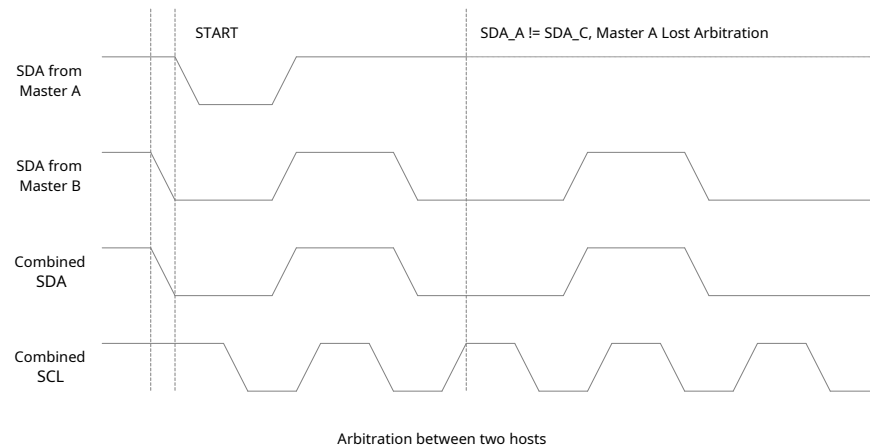 START
SDA_A != SDA_C, Master A Lost Arbitration
SDA from
Master A
SDA from
Master B
Combined
SDA
Combined
SCL
Arbitration between two hosts